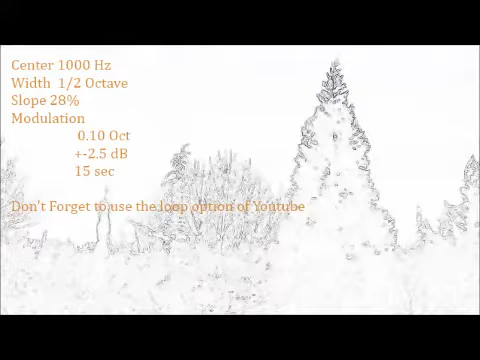 Center 1000 Hz
Width 1/2 Octave
Slope 28%
Modulation
0.10 Oct
+-2.5 dB
15 sec
Don't Forget to use the loop option of Youtube